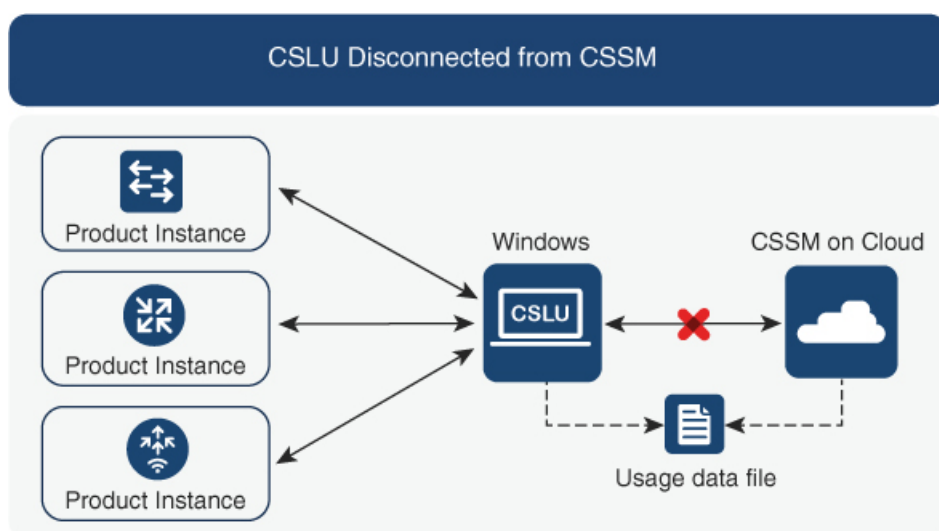 CSLU Disconnected from CSSM
Product Instance
Windows
CSSM on Cloud
CSLU
Product Instance
Usage data file
Product Instance